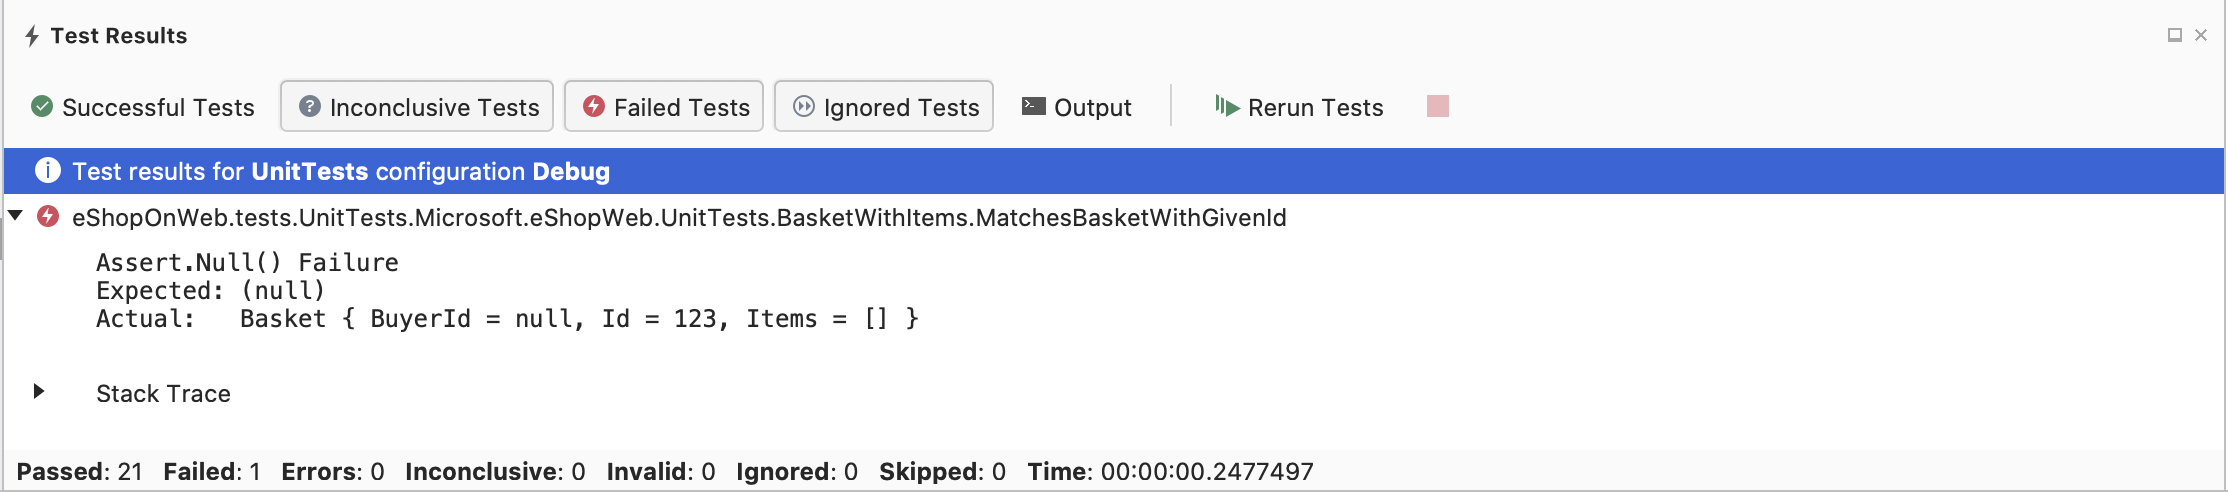 Test Results
Successful Tests Inconclusive Tests Failed Tests Ignored Tests Output Rerun Tests
Test results for UnitTests configuration Debug
eShopOnWeb.tests.UnitTests.Microsoft.eShopWeb.UnitTests.BasketWithItems.MatchesBasketWithGivenId
Assert.Null() Failure
Expected: (null)
Actual:   Basket { BuyerId = null, Id = 123, Items = [] }
Stack Trace
Passed: 21 Failed: 1 Errors: 0 Inconclusive: 0 Invalid: 0 Ignored: 0 Skipped: 0 Time: 00:00:00.2477497